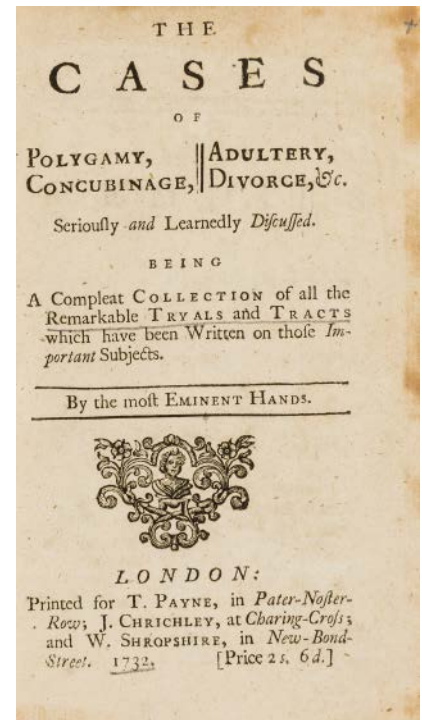 THE
CASES
OF
POLYGAMY, ADULTERY,
CONCUBINAGE, DIVORCE, &c.
Seriouſly and Learnedly Diſcuſſed.
BEING
A Compleat COLLECTION of all the
Remarkable TRYALS and TRACTS
which have been Written on thoſe Im-
portant Subjects.
By the moſt EMINENT HANDS.
LONDON:
Printed for T. PAYNE, in Pater-Noſter-
Row; J. CHRICHLEY, at Charing-Croſs;
and W. SHROPSHIRE, in New-Bond-
Street. 1732. [Price 2 s. 6 d.]